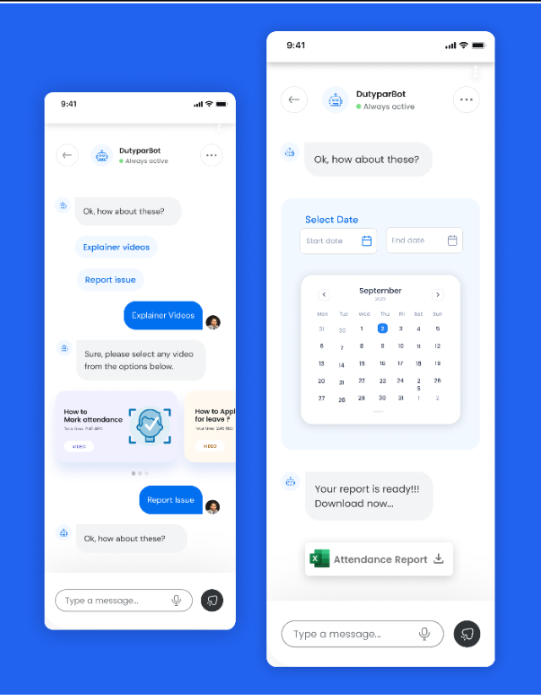 9:41
DutyparBot
Always active
Ok, how about these?
Explainer videos
Report issue
Explainer Videos
Sure, please select any video
from the options below.
How to
Mark attendance
VIDEO
How to Appl
for leave ?
VIDEO
Report Issue
Ok, how about these?
Type a message...
9:41
DutyparBot
Always active
Ok, how about these?
Select Date
Start date
End date
September
Mon Tue Wed Thu Fri Sat Sun
31 30 1 2 3 4 5
6 7 8 9 10 11 12
13 14 15 16 17 18 19
20 21 22 23 24 25
27 28 29 30 31 1 2
Your report is ready!!!
Download now...
Attendance Report
Type a message...